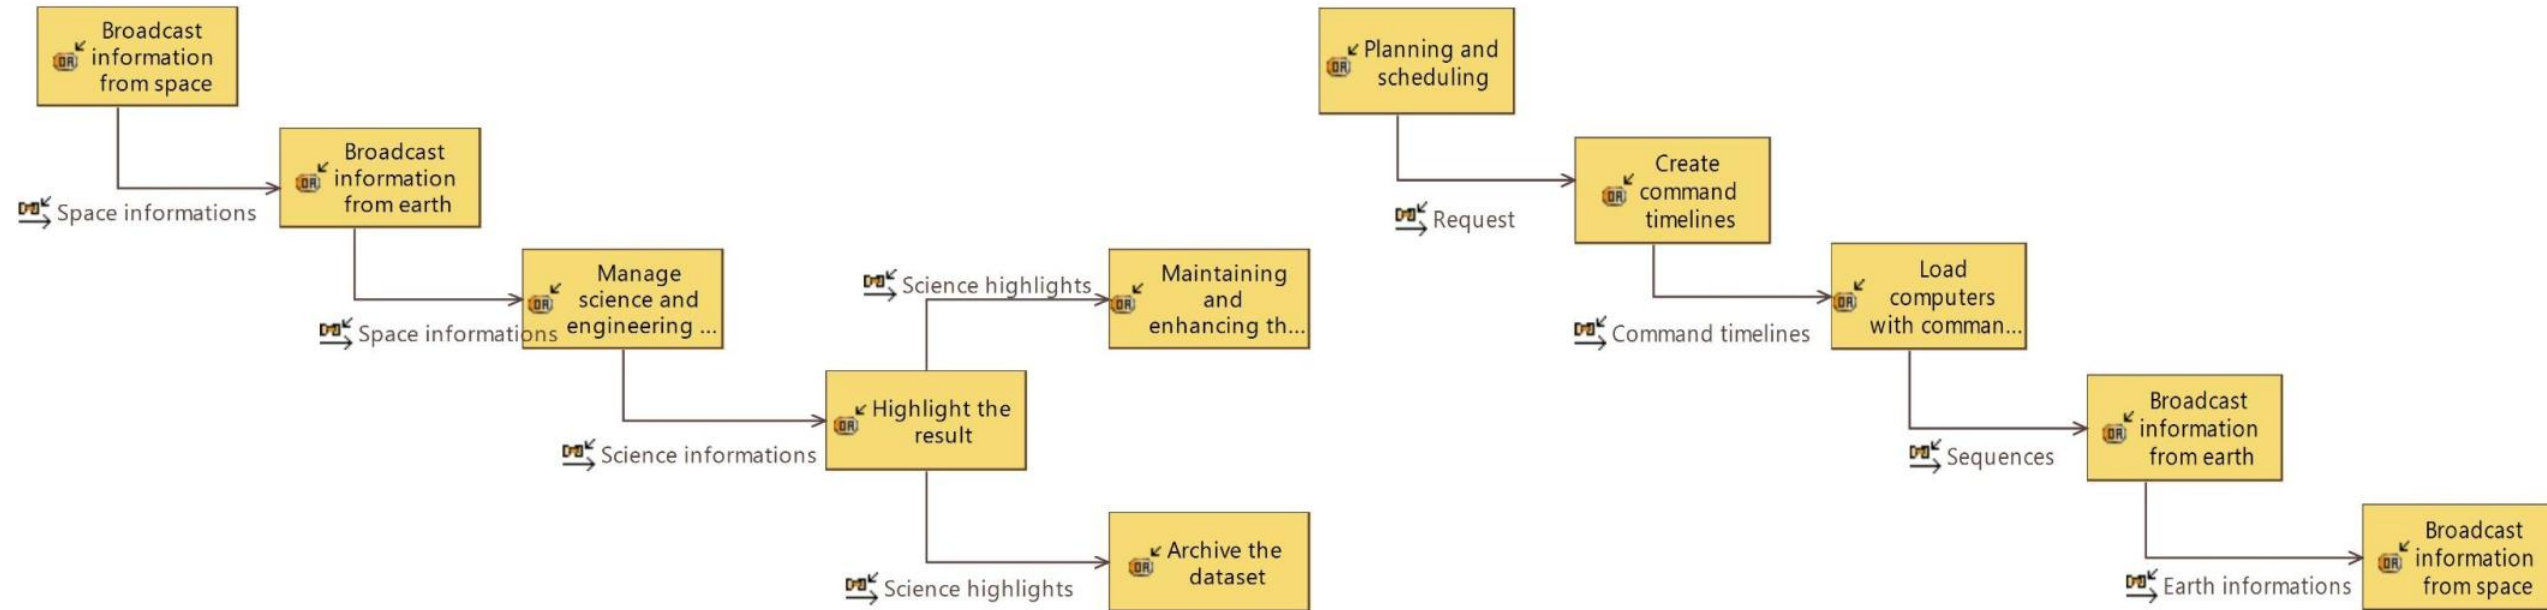 Broadcast
information
from space
Space informations
Broadcast
information
from earth
Space informations
Manage
science and
engineering ...
Science informations
Highlight the
result
Science highlights
Maintaining
and
enhancing th...
Science highlights
Archive the
dataset
Planning and
scheduling
Request
Create
command
timelines
Command timelines
Load
computers
with comman...
Sequences
Broadcast
information
from earth
Earth informations
Broadcast
information
from space